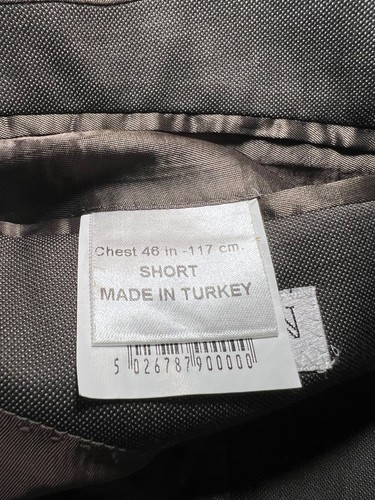 Chest 46 in -117 cm.
SHORT
MADE IN TURKEY
5 026787 900000